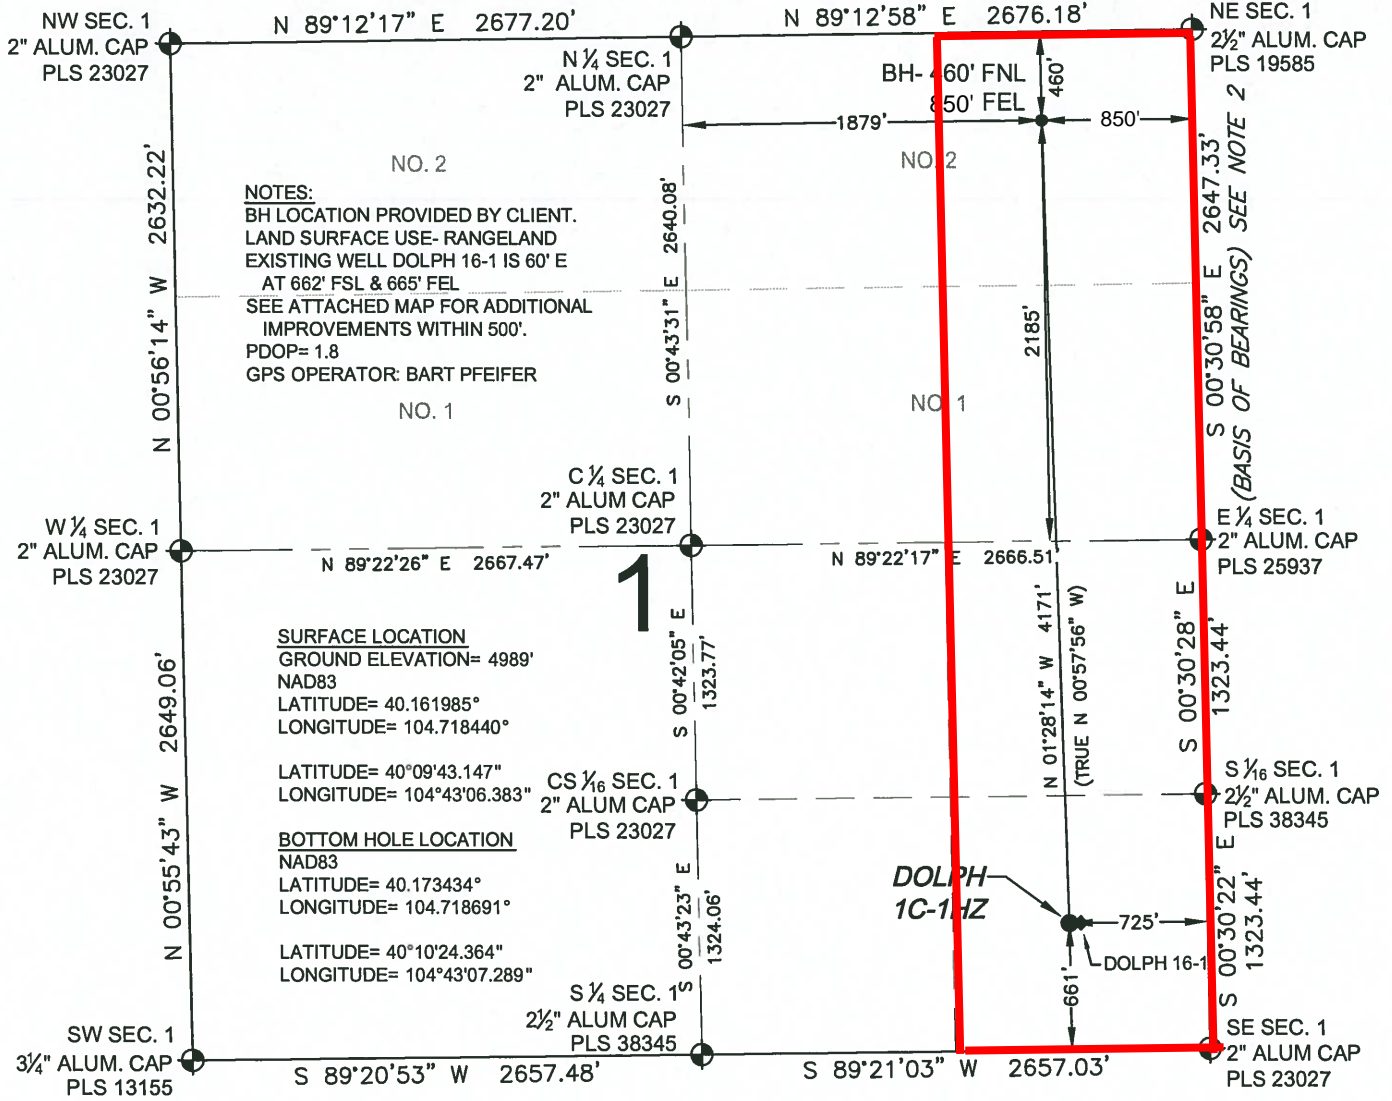 NW SEC. 1
2" ALUM. CAP
PLS 23027
N 89°12'17" E 2677.20'
N ¼ SEC. 1
2" ALUM. CAP
PLS 23027
N 89°12'58" E 2676.18'
NE SEC. 1
2½" ALUM. CAP
PLS 19585
BH- 460' FNL
850' FEL
460'
1879'
850'
NO. 2
NO. 2
N 00°56'14" W 2632.22'
NOTES:
BH LOCATION PROVIDED BY CLIENT.
LAND SURFACE USE- RANGELAND
EXISTING WELL DOLPH 16-1 IS 60' E
AT 662' FSL & 665' FEL
SEE ATTACHED MAP FOR ADDITIONAL
IMPROVEMENTS WITHIN 500'.
PDOP= 1.8
GPS OPERATOR: BART PFEIFER
S 00°43'31" E 2640.08'
2185'
S 00°30'58" E 2647.33'
(BASIS OF BEARINGS) SEE NOTE 2
NO. 1
NO. 1
W ¼ SEC. 1
2" ALUM. CAP
PLS 23027
N 89°22'26" E 2667.47'
C ¼ SEC. 1
2" ALUM CAP
PLS 23027
1
N 89°22'17" E 2666.51'
E ¼ SEC. 1
2" ALUM. CAP
PLS 25937
N 00°55'43" W 2649.06'
SURFACE LOCATION
GROUND ELEVATION= 4989'
NAD83
LATITUDE= 40.161985°
LONGITUDE= 104.718440°
LATITUDE= 40°09'43.147"
LONGITUDE= 104°43'06.383"
BOTTOM HOLE LOCATION
NAD83
LATITUDE= 40.173434°
LONGITUDE= 104.718691°
LATITUDE= 40°10'24.364"
LONGITUDE= 104°43'07.289"
S 00°42'05" E
1323.77'
N 01°28'14" W 4171'
(TRUE N 00°57'56" W)
S 00°30'28" E
1323.44'
CS 1⁄16 SEC. 1
2" ALUM CAP
PLS 23027
S 1⁄16 SEC. 1
2½" ALUM. CAP
PLS 38345
S 00°43'23" E
1324.06'
DOLPH
1C-1HZ
725'
DOLPH 16-1
661'
S 00°30'22" E
1323.44'
SW SEC. 1
3¼" ALUM. CAP
PLS 13155
S 89°20'53" W 2657.48'
S ¼ SEC. 1
2½" ALUM CAP
PLS 38345
S 89°21'03" W 2657.03'
SE SEC. 1
2" ALUM CAP
PLS 23027